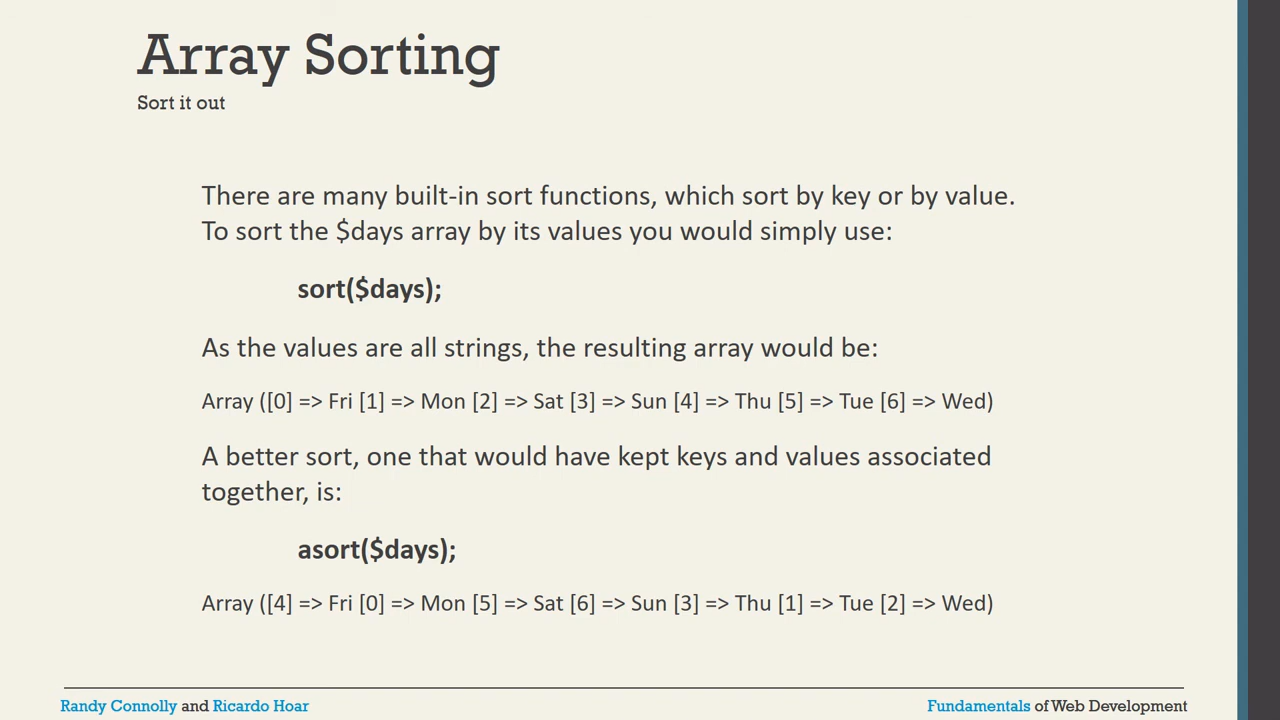 Array Sorting
Sort it out
There are many built-in sort functions, which sort by key or by value.
To sort the $days array by its values you would simply use:
sort($days);
As the values are all strings, the resulting array would be:
Array ([0] => Fri [1] => Mon [2] => Sat [3] => Sun [4] => Thu [5] => Tue [6] => Wed)
A better sort, one that would have kept keys and values associated
together, is:
asort($days);
Array ([4] => Fri [0] => Mon [5] => Sat [6] => Sun [3] => Thu [1] => Tue [2] => Wed)
Randy Connolly and Ricardo Hoar
Fundamentals of Web Development